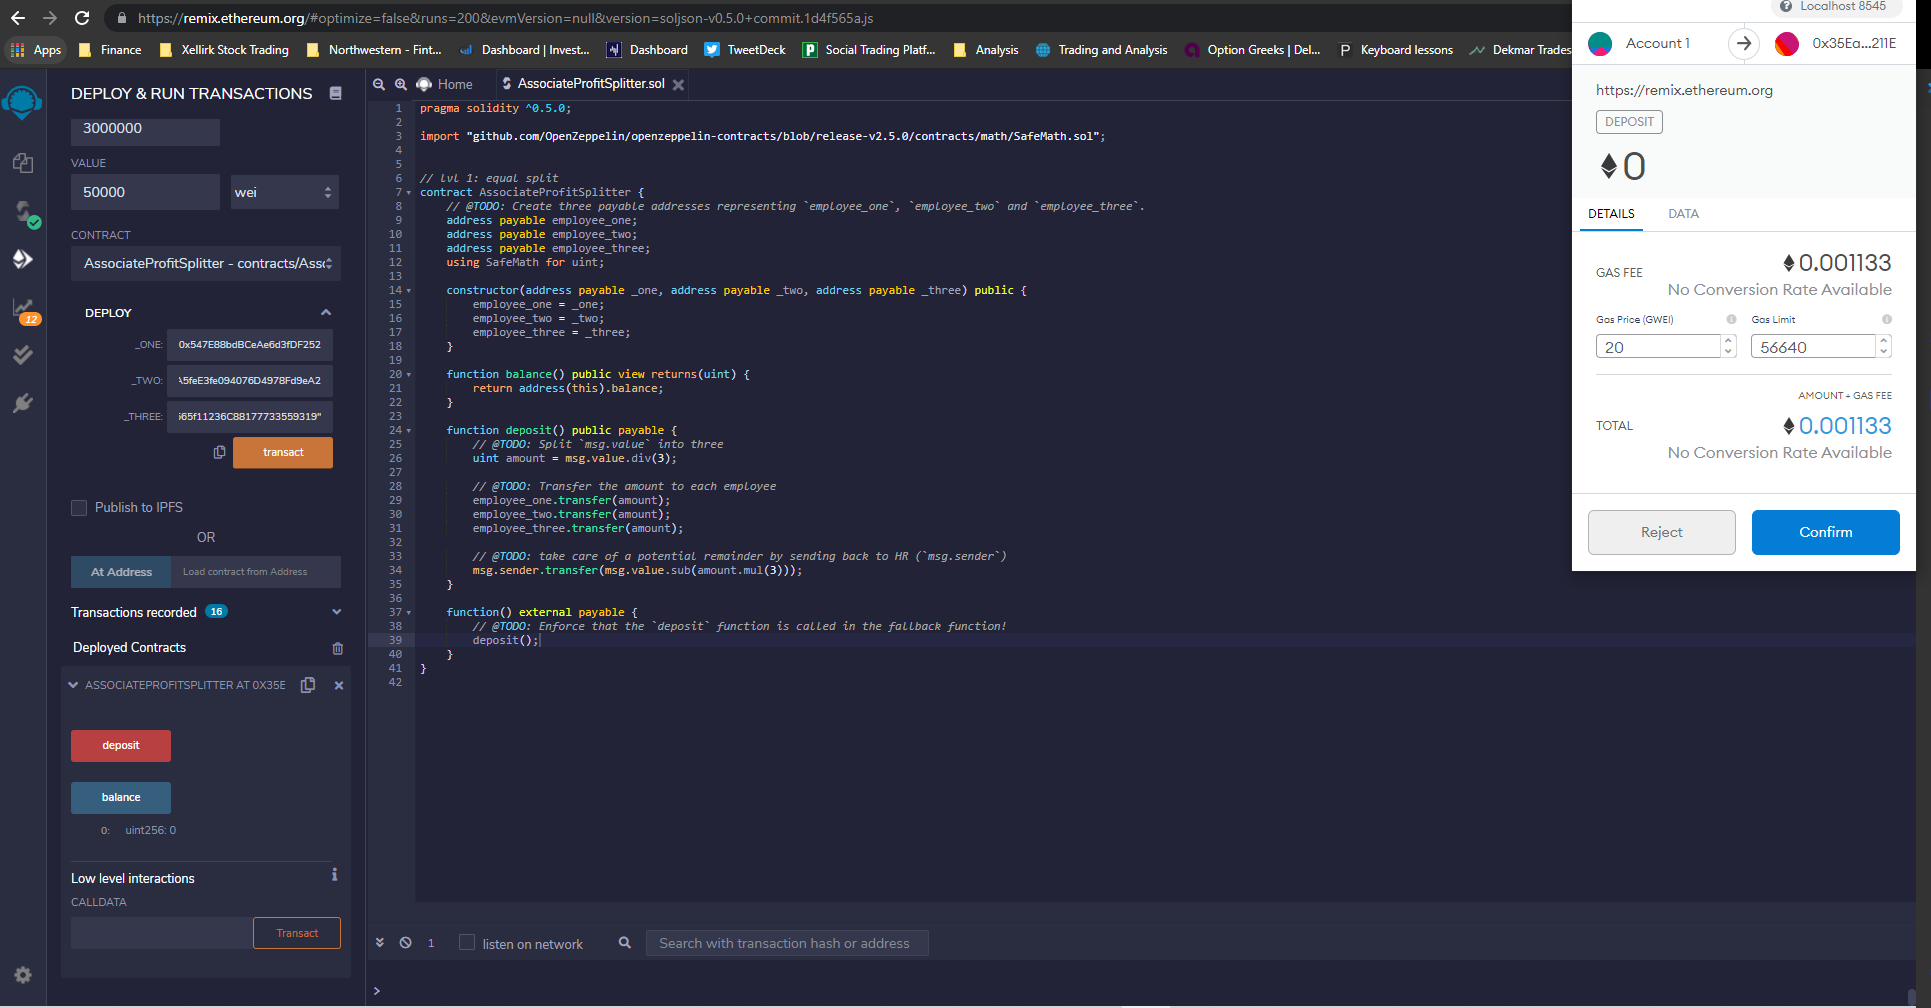 https://remix.ethereum.org/#optimize=false&runs=200&evmVersion=null&version=soljson-v0.5.0+commit.1d4f565a.js
Apps Finance Xellirk Stock Trading Northwestern - Fint... Dashboard | Invest... Dashboard TweetDeck Social Trading Platf... Analysis Trading and Analysis Option Greeks | Del... Keyboard lessons Dekmar Trades
DEPLOY & RUN TRANSACTIONS
3000000
VALUE
50000 wei
CONTRACT
AssociateProfitSplitter - contracts/Asso
DEPLOY
_ONE: 0x547E88bdBCeAe6d3fDF252
_TWO: A5feE3fe094076D4978Fd9eA2
_THREE: i65f11236C88177733559319"
transact
Publish to IPFS
OR
At Address Load contract from Address
Transactions recorded 16
Deployed Contracts
ASSOCIATEPROFITSPLITTER AT 0X35E
deposit
balance
0: uint256: 0
Low level interactions
CALLDATA
Transact
12
Home AssociateProfitSplitter.sol
1 pragma solidity ^0.5.0;
2
3 import "github.com/OpenZeppelin/openzeppelin-contracts/blob/release-v2.5.0/contracts/math/SafeMath.sol";
4
5
6 // lvl 1: equal split
7 contract AssociateProfitSplitter {
8 // @TODO: Create three payable addresses representing `employee_one`, `employee_two` and `employee_three`.
9 address payable employee_one;
10 address payable employee_two;
11 address payable employee_three;
12 using SafeMath for uint;
13
14 constructor(address payable _one, address payable _two, address payable _three) public {
15 employee_one = _one;
16 employee_two = _two;
17 employee_three = _three;
18 }
19
20 function balance() public view returns(uint) {
21 return address(this).balance;
22 }
23
24 function deposit() public payable {
25 // @TODO: Split `msg.value` into three
26 uint amount = msg.value.div(3);
27
28 // @TODO: Transfer the amount to each employee
29 employee_one.transfer(amount);
30 employee_two.transfer(amount);
31 employee_three.transfer(amount);
32
33 // @TODO: take care of a potential remainder by sending back to HR (`msg.sender`)
34 msg.sender.transfer(msg.value.sub(amount.mul(3)));
35 }
36
37 function() external payable {
38 // @TODO: Enforce that the `deposit` function is called in the fallback function!
39 deposit();
40 }
41 }
42
1 listen on network Search with transaction hash or address
>
Localhost 8545
Account 1 0x35Ea...211E
https://remix.ethereum.org
DEPOSIT
0
DETAILS DATA
GAS FEE 0.001133
No Conversion Rate Available
Gas Price (GWEI) Gas Limit
20 56640
AMOUNT + GAS FEE
TOTAL 0.001133
No Conversion Rate Available
Reject Confirm